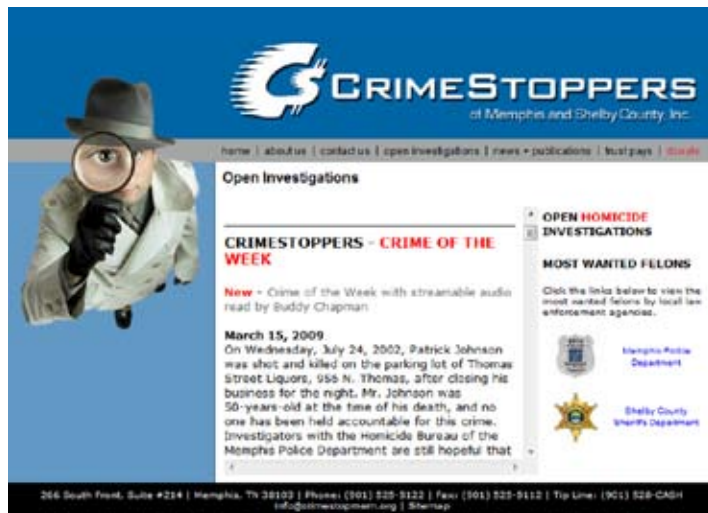 CRIMESTOPPERS
of Memphis and Shelby County, Inc.
home | about us | contact us | open investigations | news + publications | trust pays | donate
Open Investigations
CRIMESTOPPERS - CRIME OF THE
WEEK
New - Crime of the Week with streamable audio
read by Buddy Chapman
March 15, 2009
On Wednesday, July 24, 2002, Patrick Johnson
was shot and killed on the parking lot of Thomas
Street Liquors, 956 N. Thomas, after closing his
business for the night. Mr. Johnson was
50-years-old at the time of his death, and no
one has been held accountable for this crime.
Investigators with the Homicide Bureau of the
Memphis Police Department are still hopeful that
OPEN HOMICIDE
INVESTIGATIONS
MOST WANTED FELONS
Click the links below to view the
most wanted felons by local law
enforcement agencies.
Memphis Police
Department
Shelby County
Sheriffs Department
266 South Front, Suite #214 | Memphis, TN 38103 | Phone: (901) 525-5122 | Fax: (901) 525-5112 | Tip Line: (901) 528-CASH
info@crimestopmem.org | Sitemap